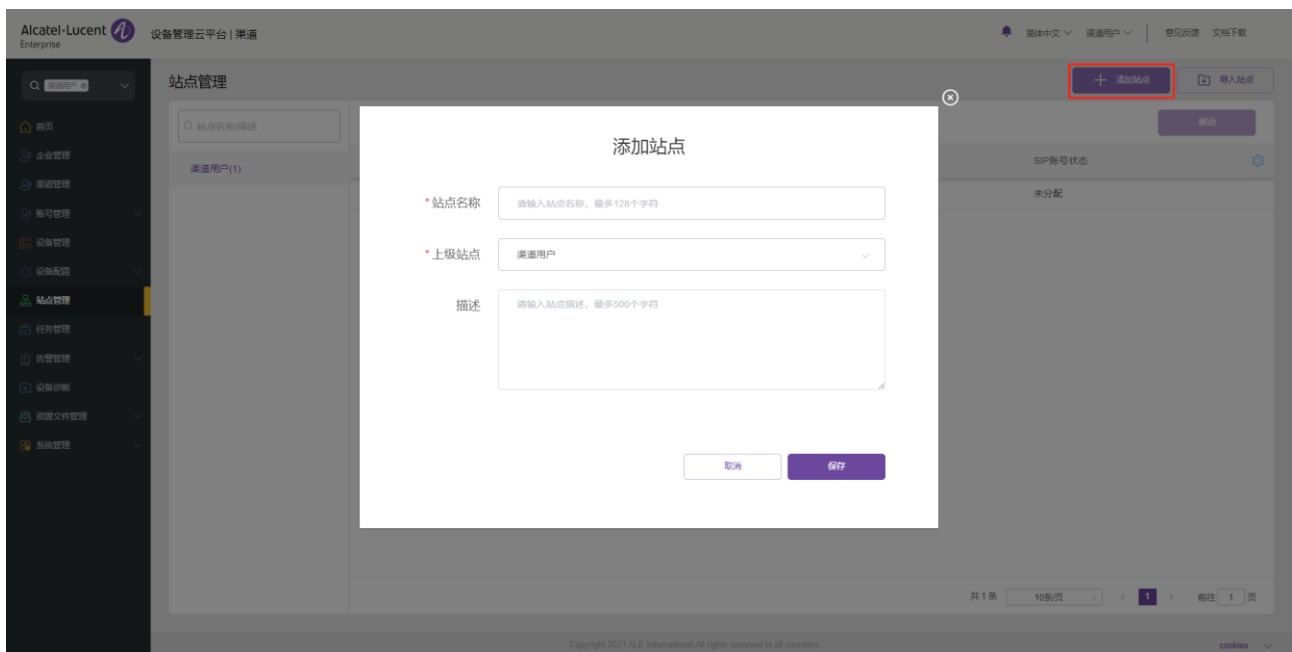 Alcatel-Lucent
Enterprise
设备管理云平台 | 渠道
简体中文
渠道用户
意见反馈 文档下载
渠道用户
站点管理
添加站点
导入站点
首页
企业管理
渠道管理
账号管理
设备管理
设备配置
站点管理
任务管理
告警管理
设备诊断
资源文件管理
系统管理
站点名称/描述
渠道用户(1)
移动
SIP账号状态
未分配
添加站点
*站点名称
请输入站点名称，最多128个字符
*上级站点
渠道用户
描述
请输入站点描述，最多500个字符
取消
保存
共 1 条
10条/页
1
前往 1 页
Copyright 2021 ALE International All rights reserved in all countries
cookies